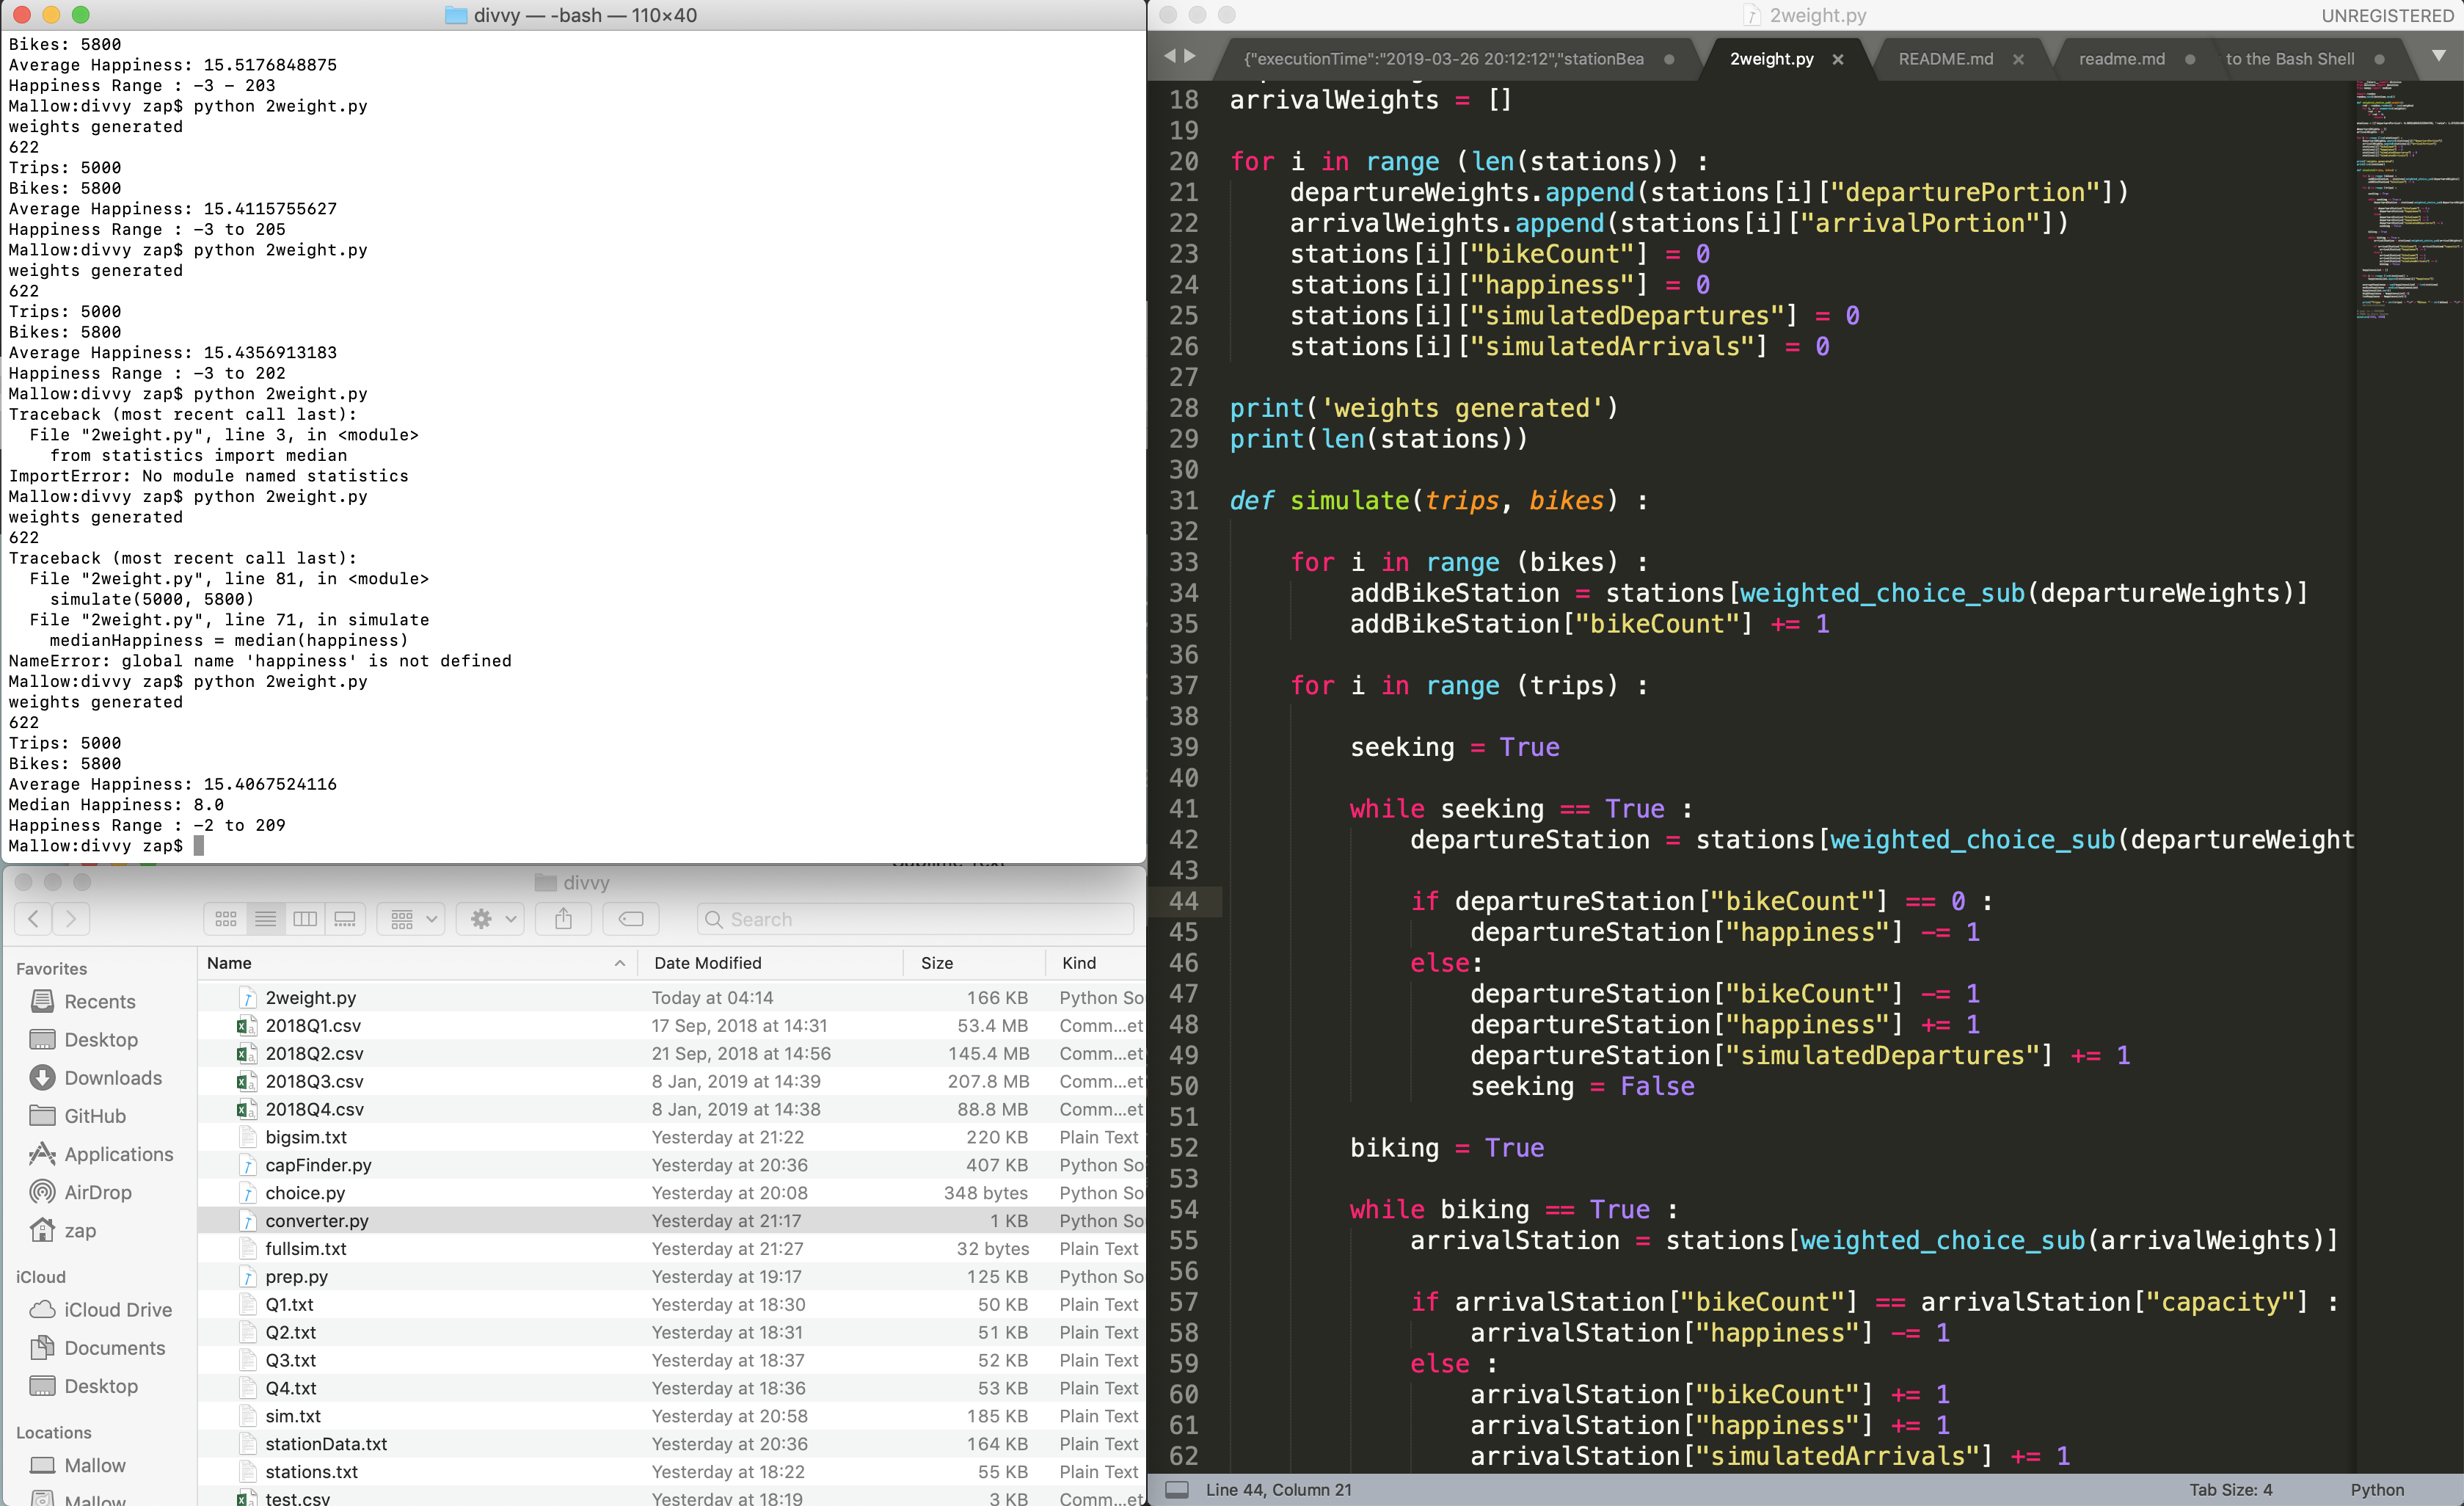 divvy — -bash — 110×40
Bikes: 5800
Average Happiness: 15.5176848875
Happiness Range : -3 - 203
Mallow:divvy zap$ python 2weight.py
weights generated
622
Trips: 5000
Bikes: 5800
Average Happiness: 15.4115755627
Happiness Range : -3 to 205
Mallow:divvy zap$ python 2weight.py
weights generated
622
Trips: 5000
Bikes: 5800
Average Happiness: 15.4356913183
Happiness Range : -3 to 202
Mallow:divvy zap$ python 2weight.py
Traceback (most recent call last):
  File "2weight.py", line 3, in <module>
    from statistics import median
ImportError: No module named statistics
Mallow:divvy zap$ python 2weight.py
weights generated
622
Traceback (most recent call last):
  File "2weight.py", line 81, in <module>
    simulate(5000, 5800)
  File "2weight.py", line 71, in simulate
    medianHappiness = median(happiness)
NameError: global name 'happiness' is not defined
Mallow:divvy zap$ python 2weight.py
weights generated
622
Trips: 5000
Bikes: 5800
Average Happiness: 15.4067524116
Median Happiness: 8.0
Happiness Range : -2 to 209
Mallow:divvy zap$
divvy
Search
Favorites
Recents
Desktop
Downloads
GitHub
Applications
AirDrop
zap
iCloud
iCloud Drive
Documents
Desktop
Locations
Mallow
Mallow
Name Date Modified Size Kind
2weight.py Today at 04:14 166 KB Python So
2018Q1.csv 17 Sep, 2018 at 14:31 53.4 MB Comm...et
2018Q2.csv 21 Sep, 2018 at 14:56 145.4 MB Comm...et
2018Q3.csv 8 Jan, 2019 at 14:39 207.8 MB Comm...et
2018Q4.csv 8 Jan, 2019 at 14:38 88.8 MB Comm...et
bigsim.txt Yesterday at 21:22 220 KB Plain Text
capFinder.py Yesterday at 20:36 407 KB Python So
choice.py Yesterday at 20:08 348 bytes Python So
converter.py Yesterday at 21:17 1 KB Python So
fullsim.txt Yesterday at 21:27 32 bytes Plain Text
prep.py Yesterday at 19:17 125 KB Python So
Q1.txt Yesterday at 18:30 50 KB Plain Text
Q2.txt Yesterday at 18:31 51 KB Plain Text
Q3.txt Yesterday at 18:37 52 KB Plain Text
Q4.txt Yesterday at 18:36 53 KB Plain Text
sim.txt Yesterday at 20:58 185 KB Plain Text
stationData.txt Yesterday at 20:36 164 KB Plain Text
stations.txt Yesterday at 18:22 55 KB Plain Text
test.csv Yesterday at 18:19 3 KB Comm...et
2weight.py UNREGISTERED
{"executionTime":"2019-03-26 20:12:12","stationBea 2weight.py README.md readme.md to the Bash Shell
18 arrivalWeights = []
19
20 for i in range (len(stations)) :
21     departureWeights.append(stations[i]["departurePortion"])
22     arrivalWeights.append(stations[i]["arrivalPortion"])
23     stations[i]["bikeCount"] = 0
24     stations[i]["happiness"] = 0
25     stations[i]["simulatedDepartures"] = 0
26     stations[i]["simulatedArrivals"] = 0
27
28 print('weights generated')
29 print(len(stations))
30
31 def simulate(trips, bikes) :
32
33     for i in range (bikes) :
34         addBikeStation = stations[weighted_choice_sub(departureWeights)]
35         addBikeStation["bikeCount"] += 1
36
37     for i in range (trips) :
38
39         seeking = True
40
41         while seeking == True :
42             departureStation = stations[weighted_choice_sub(departureWeight
43
44             if departureStation["bikeCount"] == 0 :
45                 departureStation["happiness"] -= 1
46             else:
47                 departureStation["bikeCount"] -= 1
48                 departureStation["happiness"] += 1
49                 departureStation["simulatedDepartures"] += 1
50                 seeking = False
51
52         biking = True
53
54         while biking == True :
55             arrivalStation = stations[weighted_choice_sub(arrivalWeights)]
56
57             if arrivalStation["bikeCount"] == arrivalStation["capacity"] :
58                 arrivalStation["happiness"] -= 1
59             else :
60                 arrivalStation["bikeCount"] += 1
61                 arrivalStation["happiness"] += 1
62                 arrivalStation["simulatedArrivals"] += 1
Line 44, Column 21 Tab Size: 4 Python